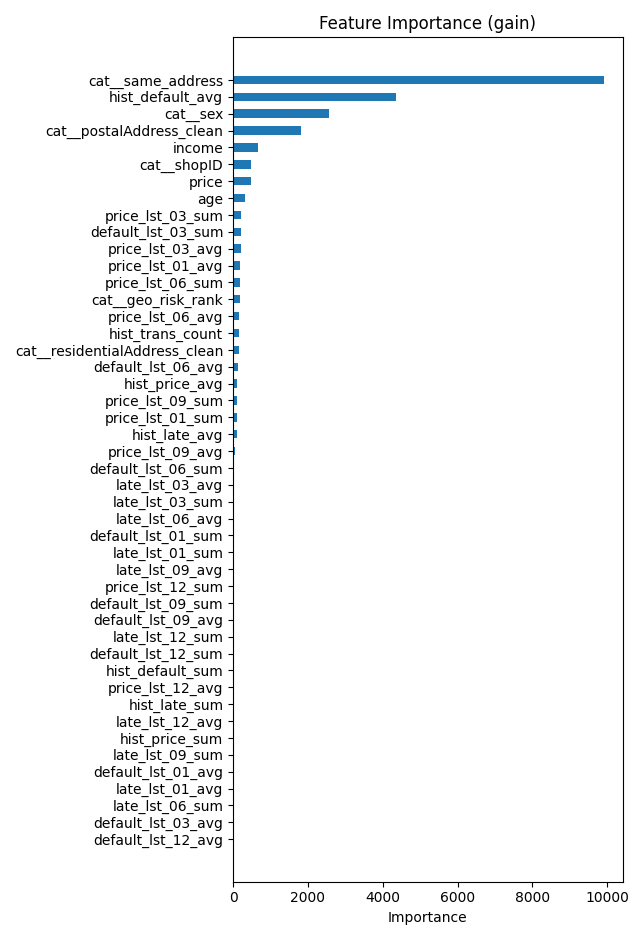 Feature Importance (gain)
cat__same_address
hist_default_avg
cat__sex
cat__postalAddress_clean
income
cat__shopID
price
age
price_lst_03_sum
default_lst_03_sum
price_lst_03_avg
price_lst_01_avg
price_lst_06_sum
cat__geo_risk_rank
price_lst_06_avg
hist_trans_count
cat__residentialAddress_clean
default_lst_06_avg
hist_price_avg
price_lst_09_sum
price_lst_01_sum
hist_late_avg
price_lst_09_avg
default_lst_06_sum
late_lst_03_avg
late_lst_03_sum
late_lst_06_avg
default_lst_01_sum
late_lst_01_sum
late_lst_09_avg
price_lst_12_sum
default_lst_09_sum
default_lst_09_avg
late_lst_12_sum
default_lst_12_sum
hist_default_sum
price_lst_12_avg
hist_late_sum
late_lst_12_avg
hist_price_sum
late_lst_09_sum
default_lst_01_avg
late_lst_01_avg
late_lst_06_sum
default_lst_03_avg
default_lst_12_avg
0 2000 4000 6000 8000 10000
Importance